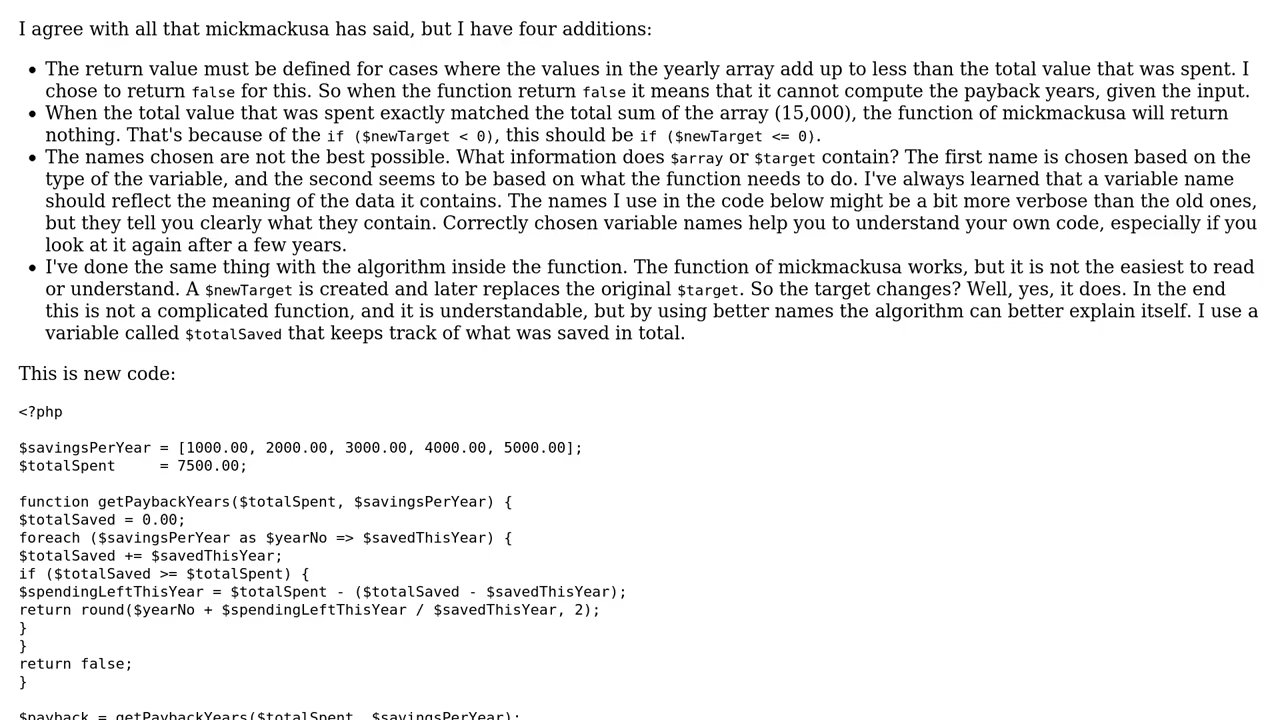 I agree with all that mickmackusa has said, but I have four additions:
• The return value must be defined for cases where the values in the yearly array add up to less than the total value that was spent. I
chose to return false for this. So when the function return false it means that it cannot compute the payback years, given the input.
• When the total value that was spent exactly matched the total sum of the array (15,000), the function of mickmackusa will return
nothing. That's because of the if ($newTarget < 0), this should be if ($newTarget <= 0).
• The names chosen are not the best possible. What information does $array or $target contain? The first name is chosen based on the
type of the variable, and the second seems to be based on what the function needs to do. I've always learned that a variable name
should reflect the meaning of the data it contains. The names I use in the code below might be a bit more verbose than the old ones,
but they tell you clearly what they contain. Correctly chosen variable names help you to understand your own code, especially if you
look at it again after a few years.
• I've done the same thing with the algorithm inside the function. The function of mickmackusa works, but it is not the easiest to read
or understand. A $newTarget is created and later replaces the original $target. So the target changes? Well, yes, it does. In the end
this is not a complicated function, and it is understandable, but by using better names the algorithm can better explain itself. I use a
variable called $totalSaved that keeps track of what was saved in total.
This is new code:
<?php
$savingsPerYear = [1000.00, 2000.00, 3000.00, 4000.00, 5000.00];
$totalSpent     = 7500.00;
function getPaybackYears($totalSpent, $savingsPerYear) {
$totalSaved = 0.00;
foreach ($savingsPerYear as $yearNo => $savedThisYear) {
$totalSaved += $savedThisYear;
if ($totalSaved >= $totalSpent) {
$spendingLeftThisYear = $totalSpent - ($totalSaved - $savedThisYear);
return round($yearNo + $spendingLeftThisYear / $savedThisYear, 2);
}
}
return false;
}
$payback = getPaybackYears($totalSpent, $savingsPerYear);